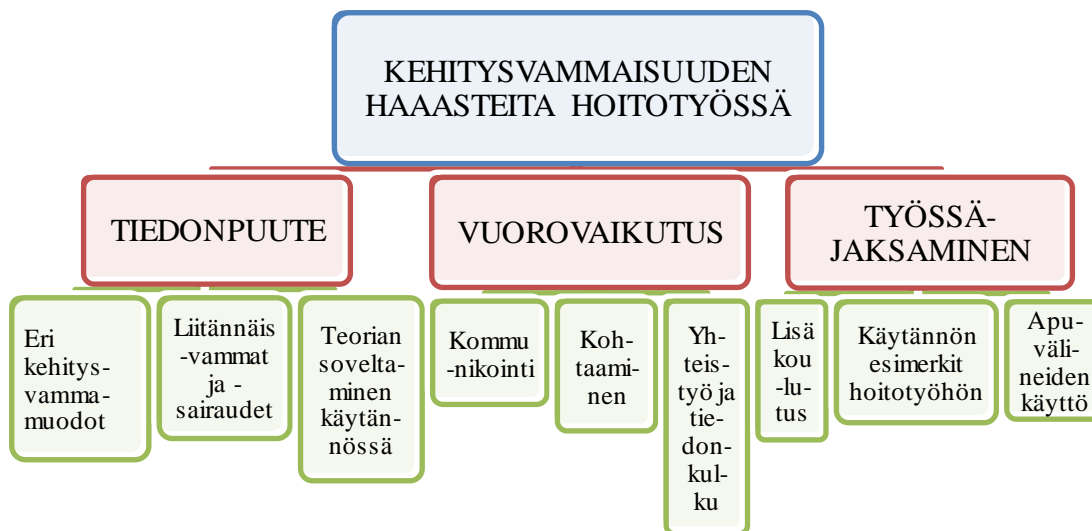 KEHITYSVAMMAISUUDEN
HAAASTEITA HOITOTYÖSSÄ
TIEDONPUUTE
VUOROVAIKUTUS
TYÖSSÄ-
JAKSAMINEN
Eri
kehitys-
vamma-
muodot
Liitännäis
-vammat
ja -
sairaudet
Teorian
sovelta-
minen
käytän-
nössä
Kommu
-nikointi
Koh-
taami-
nen
Yh-
teis-
työ ja
tie-
don-
kul-
ku
Lisä
kou
-lu-
tus
Käytännön
esimerkit
hoitotyöhön
Apu-
väli-
neiden
käyttö